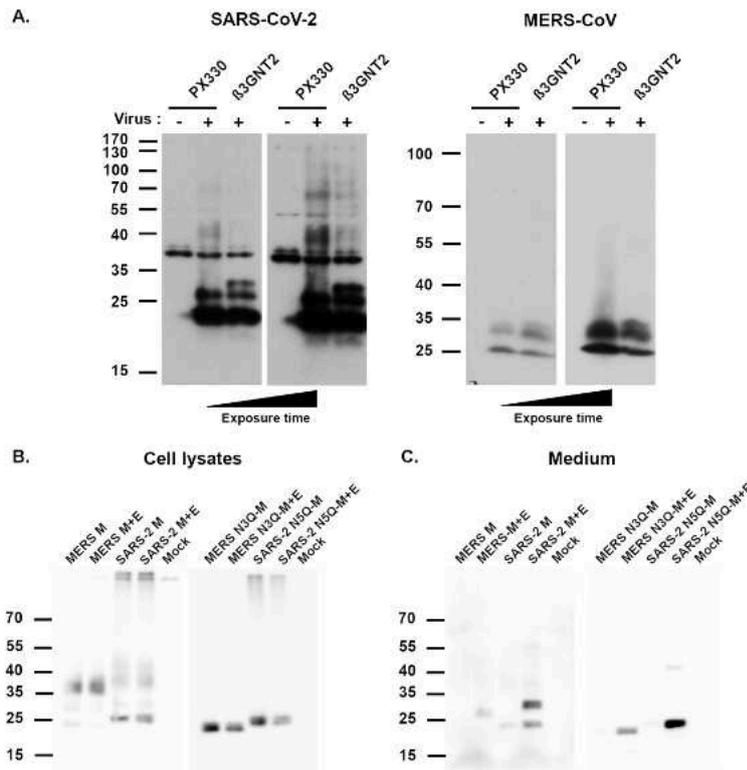 A.
SARS-CoV-2
MERS-CoV
PX330 ß3GNT2 PX330 ß3GNT2 PX330 ß3GNT2 PX330 ß3GNT2
Virus : - + + - + + - + + - + +
170
130
100
70
55
40
35
25
15
100
70
55
40
35
25
Exposure time
Exposure time
B.
Cell lysates
MERS M
MERS M+E
SARS-2 M
SARS-2 M+E
Mock
MERS N3Q-M
MERS N3Q-M+E
SARS-2 N5Q-M
SARS-2 N5Q-M+E
Mock
70
55
40
35
25
15
C.
Medium
MERS M
MERS-M+E
SARS-2 M
SARS-2 M+E
Mock
MERS N3Q-M
MERS N3Q-M+E
SARS-2 N5Q-M
SARS-2 N5Q-M+E
Mock
70
55
40
35
25
15